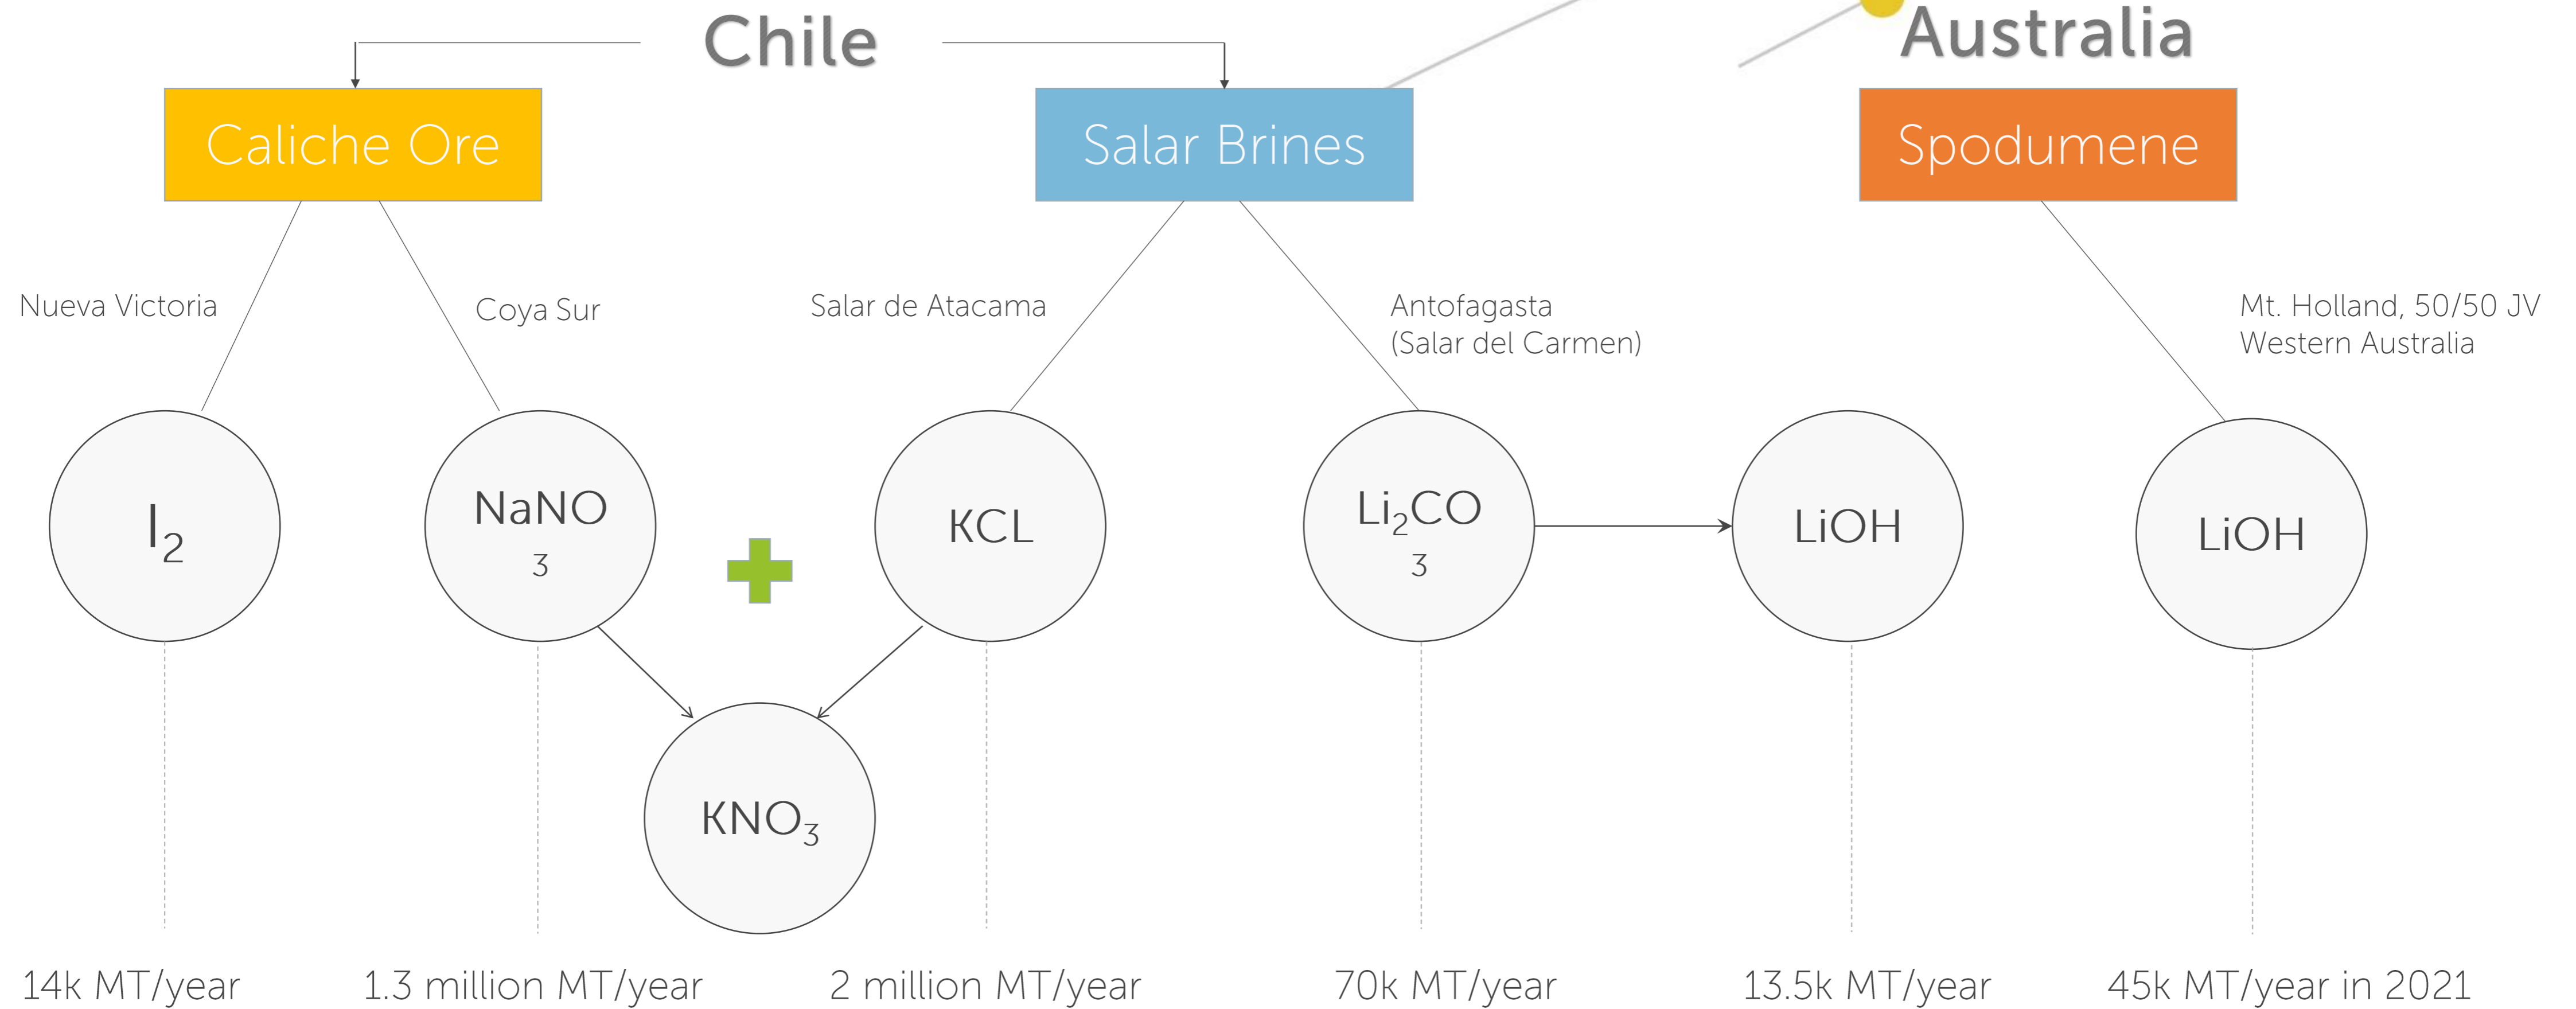 Chile
Australia
Caliche Ore
Salar Brines
Spodumene
Nueva Victoria
Coya Sur
Salar de Atacama
Antofagasta
(Salar del Carmen)
Mt. Holland, 50/50 JV
Western Australia
I₂
NaNO
3
KCL
Li₂CO
3
LiOH
LiOH
KNO₃
14k MT/year
1.3 million MT/year
2 million MT/year
70k MT/year
13.5k MT/year
45k MT/year in 2021